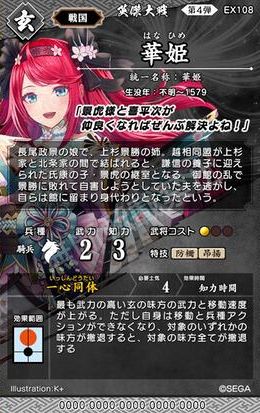 玄
戦国
英傑大戦
第4弾
EX108
はな ひめ
華姫
統一名称:華姫
生没年:不明~1579
「景虎様と喜平次が
仲良くなればぜんぶ解決よね!」
長尾政景の娘で、上杉景勝の姉。越相同盟が上杉
家と北条家の間で結ばれると、謙信の養子に迎え
られた氏康の子・景虎の継室となる。御館の乱で
景勝に敗れて自害しようとしていた夫を逃がし、
自らは館に留まり身代わりとなったという。
兵種
騎兵
武力
2
知力
3
武将コスト
特技
防柵
昂揚
いっしんどうたい
一心同体
必要士気
4
効果時間
知力時間
効果範囲
最も武力の高い玄の味方の武力と移動速度
が上がる。ただし自身は移動と兵種アク
ションができなくなり、対象のいずれかの
味方が撤退すると、対象の味方全てが撤退
する
Illustration:K+
©SEGA
0000-0000-0000-0000-0000